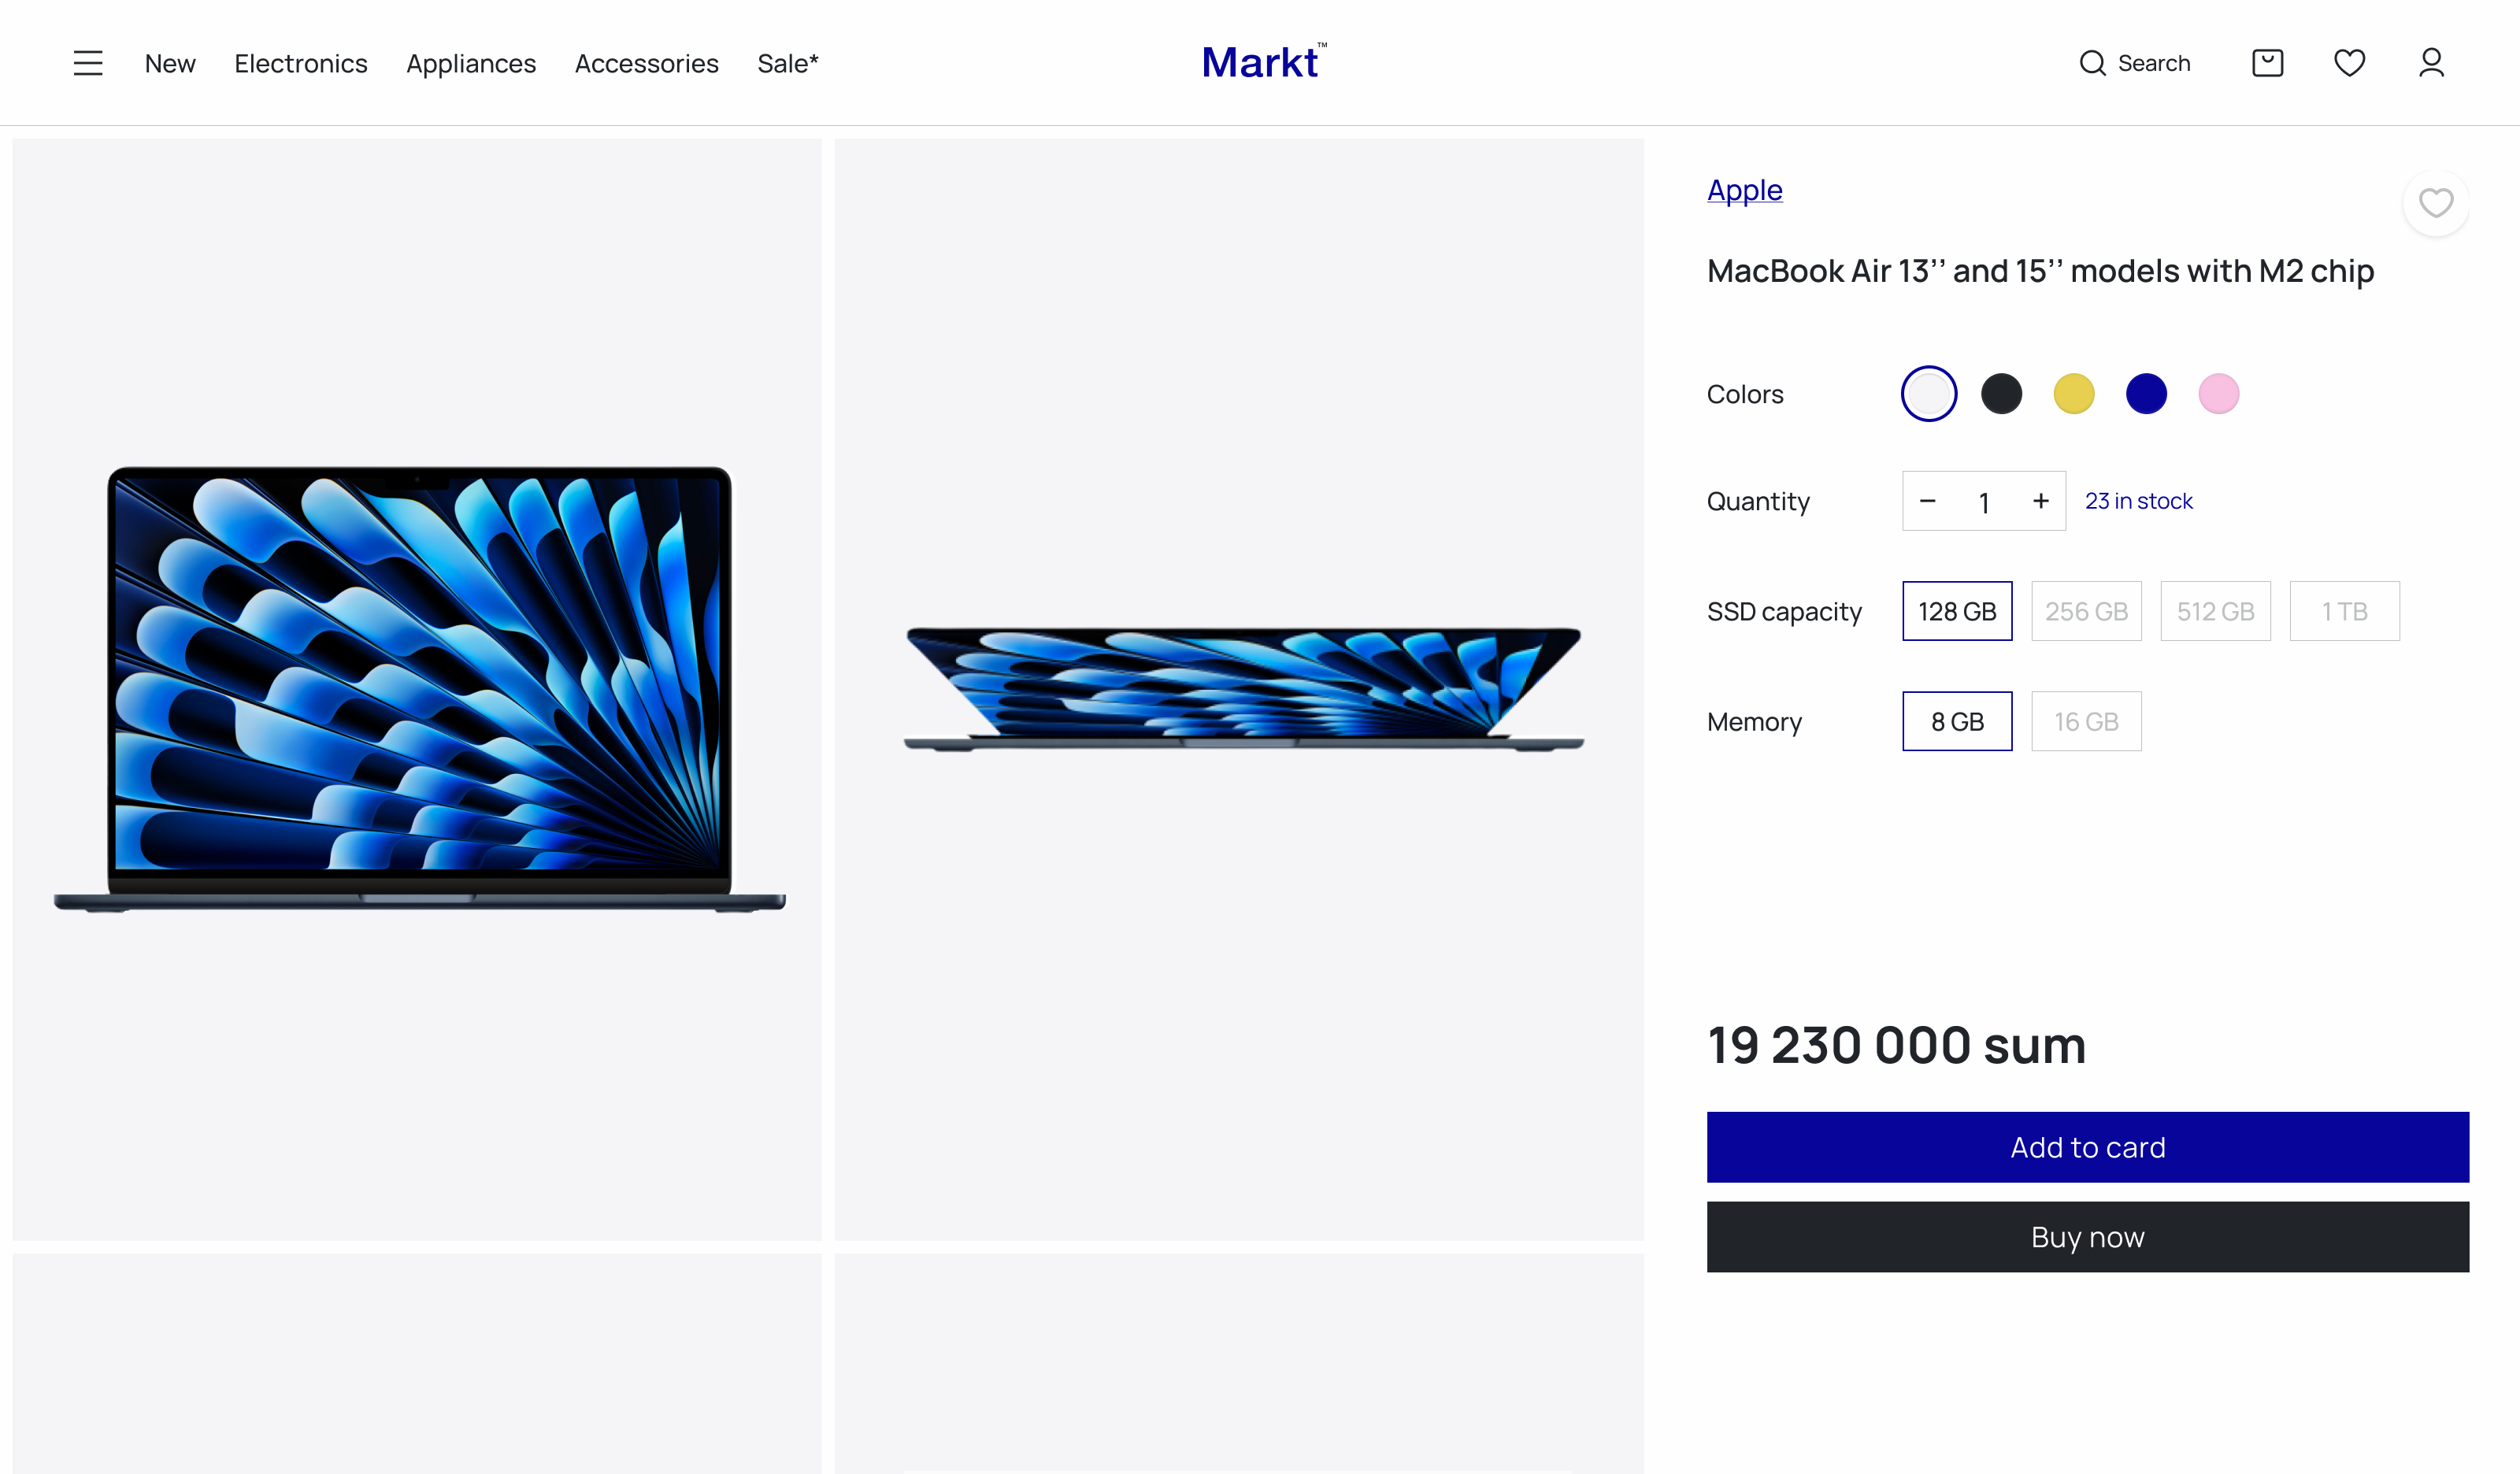 New Electronics Appliances Accessories Sale*
Markt™
Search
Apple
MacBook Air 13’’ and 15’’ models with M2 chip
Colors
Quantity − 1 + 23 in stock
SSD capacity 128 GB 256 GB 512 GB 1 TB
Memory 8 GB 16 GB
19 230 000 sum
Add to card
Buy now